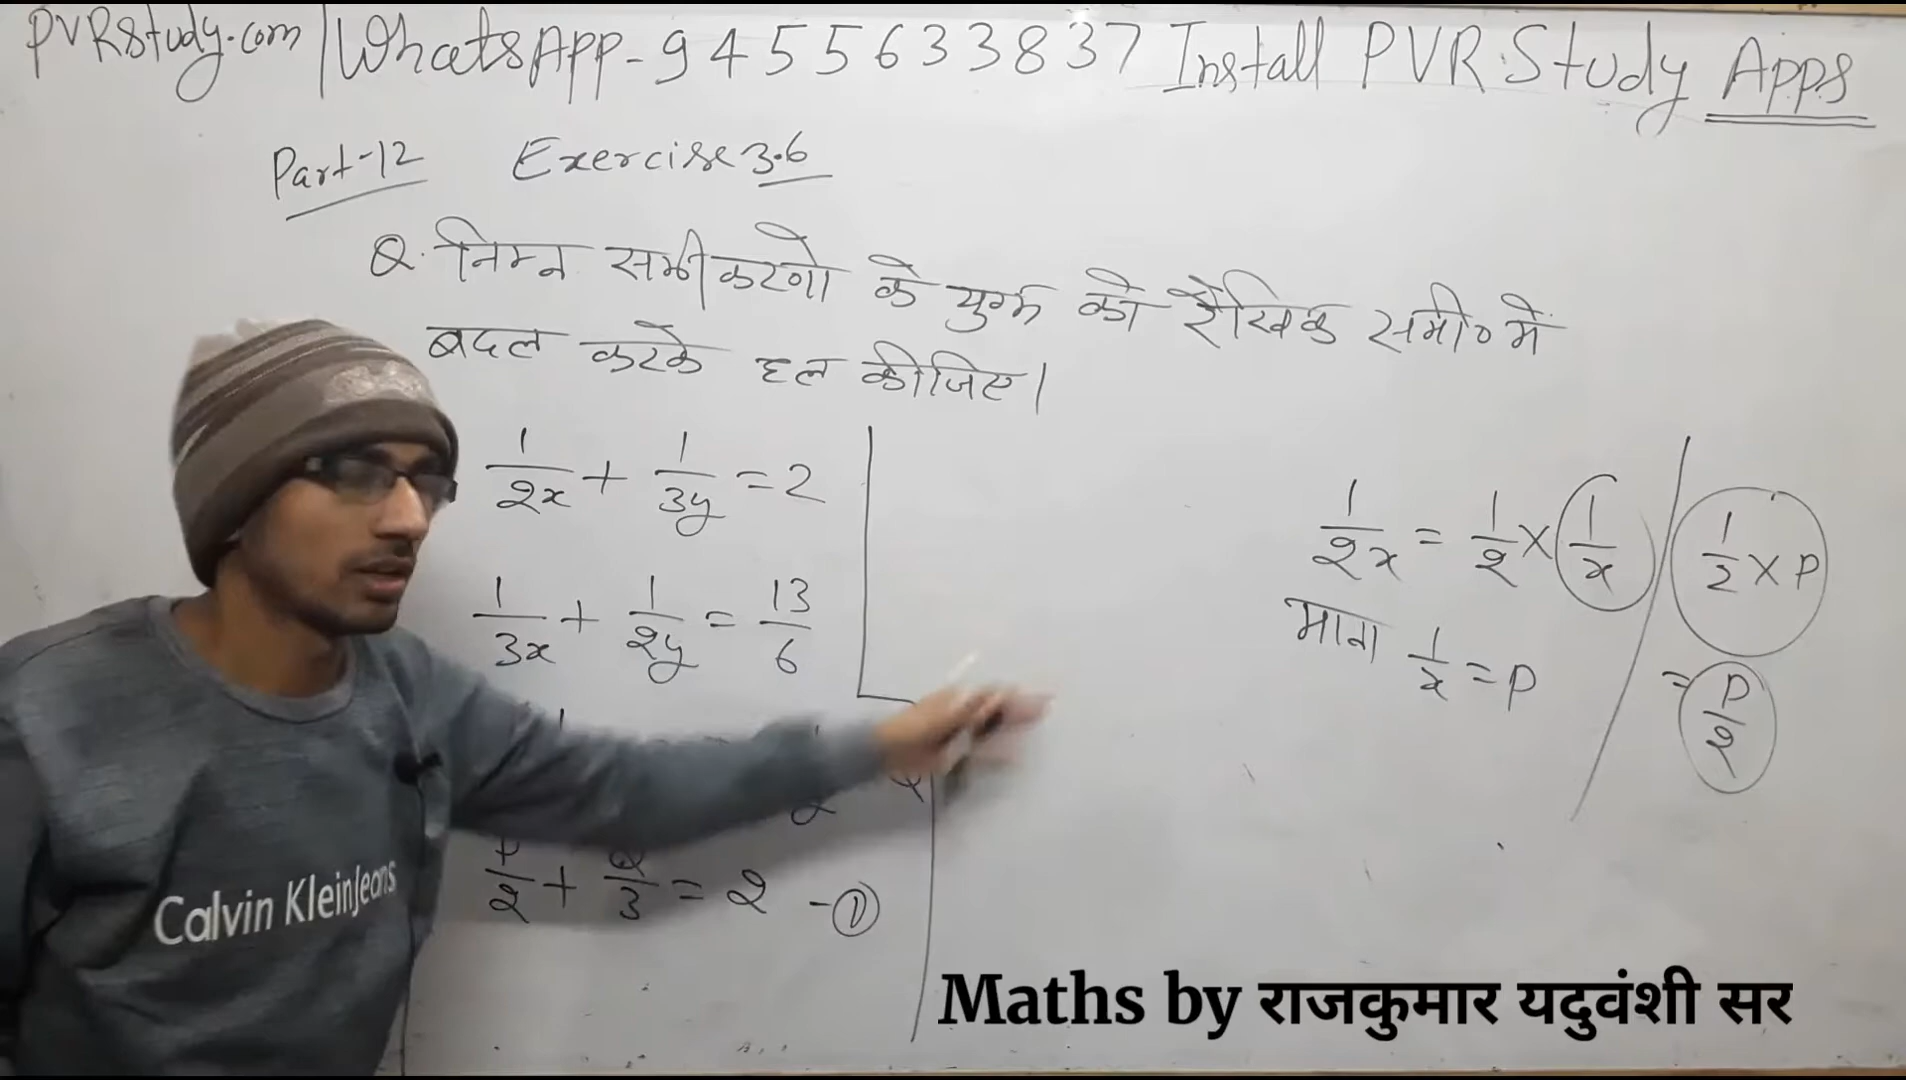 PVRstudy.com | WhatsApp - 9455633837 Install PVR Study Apps
Part-12 Exercise 3.6
Q. निम्न समीकरणो के युग्म को रैखिक समी० में
बदल करके हल कीजिए।
1/2x + 1/3y = 2
1/3x + 1/2y = 13/6
P/2 + Q/3 = 2 - ①
1/2x = 1/2 × 1/x
माना 1/x = P
1/2 × P
= P/2
Calvin Klein Jeans
Maths by राजकुमार यदुवंशी सर